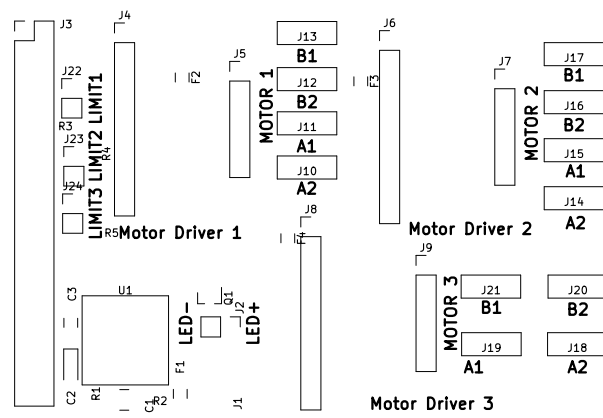 J3
J4
J13
B1
J6
J17
B1
J22
LIMIT1
R3
F2
J5
MOTOR 1
J12
B2
F3
J7
MOTOR 2
J16
B2
J23
LIMIT2
R4
J11
A1
J15
A1
J24
LIMIT3
J10
A2
J14
A2
R5
Motor Driver 1
J8
F4
Motor Driver 2
J9
MOTOR 3
J21
B1
J20
B2
C3
U1
LED-
Q1
J2
LED+
J19
A1
J18
A2
C2
R1
C1
R2
F1
J1
Motor Driver 3